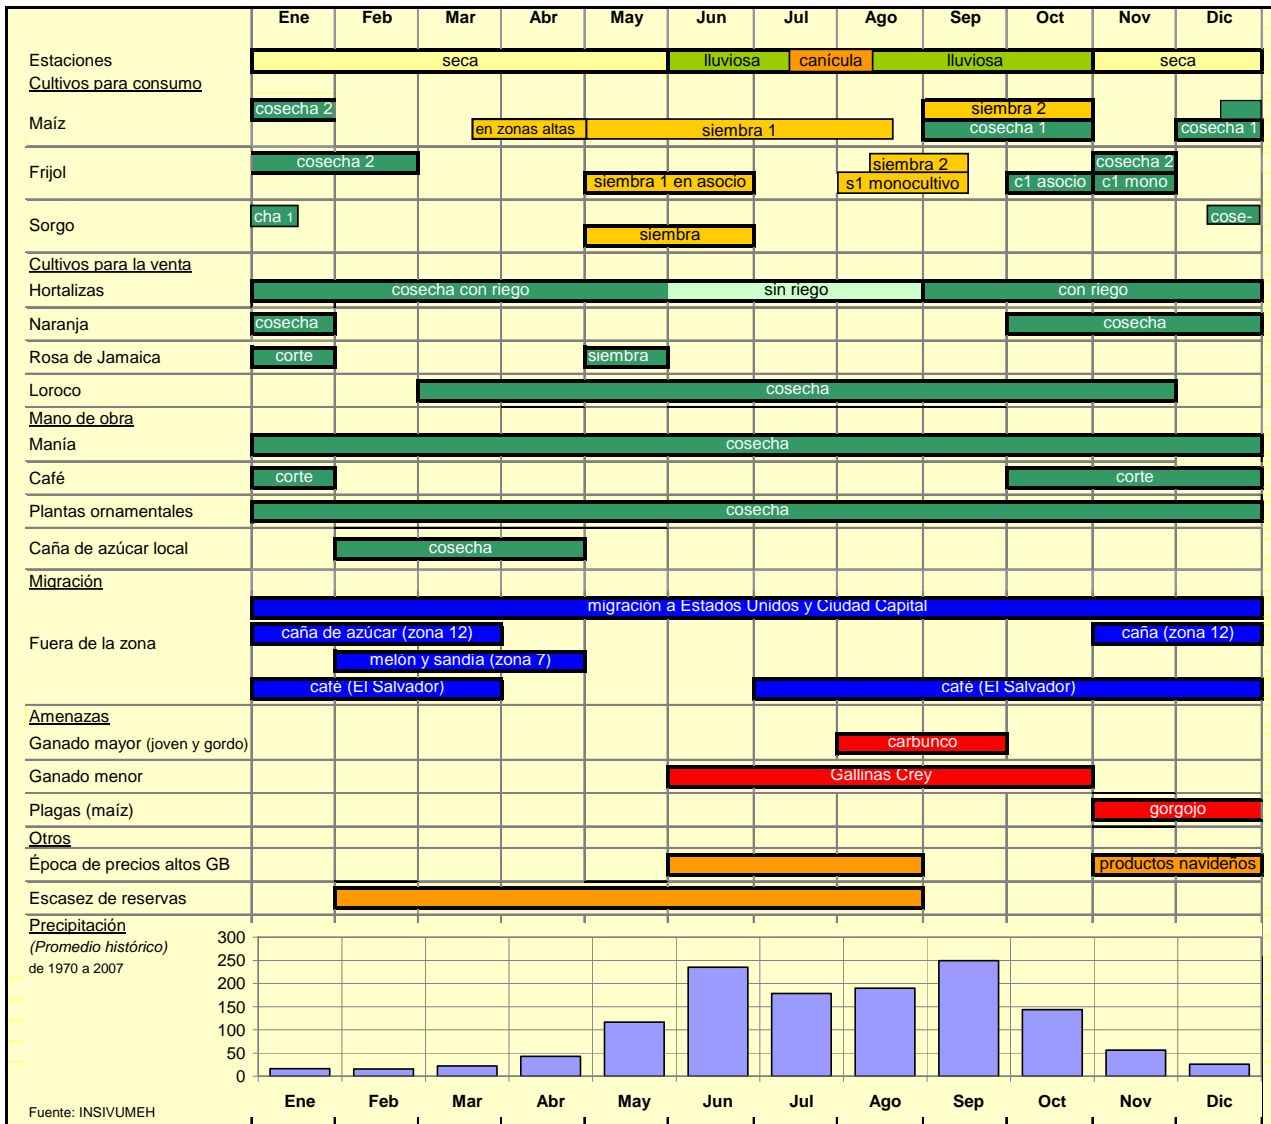 Ene Feb Mar Abr May Jun Jul Ago Sep Oct Nov Dic
Estaciones seca lluviosa canícula lluviosa seca
Cultivos para consumo
cosecha 2 siembra 2
Maíz en zonas altas siembra 1 cosecha 1 cosecha 1
cosecha 2 siembra 2 cosecha 2
Frijol siembra 1 en asocio s1 monocultivo c1 asocio c1 mono
cha 1 cose-
Sorgo siembra
Cultivos para la venta
Hortalizas cosecha con riego sin riego con riego
Naranja cosecha cosecha
Rosa de Jamaica corte siembra
Loroco cosecha
Mano de obra
Manía cosecha
Café corte corte
Plantas ornamentales cosecha
Caña de azúcar local cosecha
Migración
migración a Estados Unidos y Ciudad Capital
Fuera de la zona caña de azúcar (zona 12) caña (zona 12)
melón y sandía (zona 7)
café (El Salvador) café (El Salvador)
Amenazas
Ganado mayor (joven y gordo) carbunco
Ganado menor Gallinas Crey
Plagas (maíz) gorgojo
Otros
Época de precios altos GB productos navideños
Escasez de reservas
Precipitación
(Promedio histórico)
de 1970 a 2007
300
250
200
150
100
50
0
Ene Feb Mar Abr May Jun Jul Ago Sep Oct Nov Dic
Fuente: INSIVUMEH